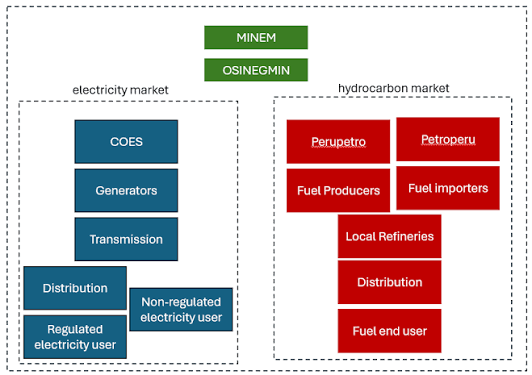 MINEM
OSINEGMIN
electricity market
COES
Generators
Transmission
Distribution
Non-regulated
electricity user
Regulated
electricity user
hydrocarbon market
Perupetro
Petroperu
Fuel Producers
Fuel importers
Local Refineries
Distribution
Fuel end user